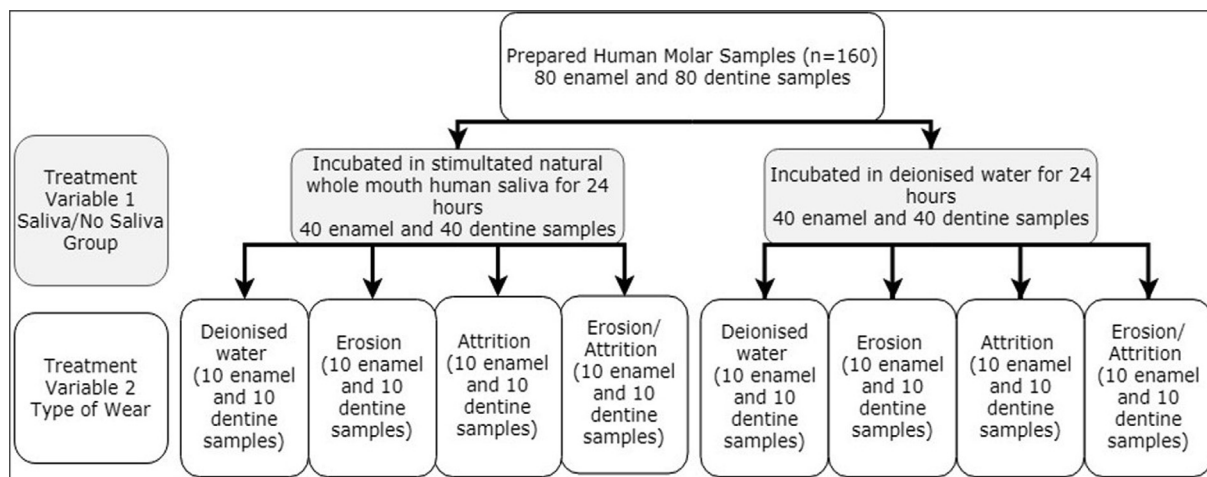 Prepared Human Molar Samples (n=160)
80 enamel and 80 dentine samples
Treatment
Variable 1
Saliva/No Saliva
Group
Incubated in stimultated natural
whole mouth human saliva for 24
hours
40 enamel and 40 dentine samples
Incubated in deionised water for 24
hours
40 enamel and 40 dentine samples
Treatment
Variable 2
Type of Wear
Deionised
water
(10 enamel
and 10
dentine
samples)
Erosion
(10 enamel
and 10
dentine
samples)
Attrition
(10 enamel
and 10
dentine
samples)
Erosion/
Attrition
(10 enamel
and 10
dentine
samples)
Deionised
water
(10 enamel
and 10
dentine
samples)
Erosion
(10 enamel
and 10
dentine
samples)
Attrition
(10 enamel
and 10
dentine
samples)
Erosion/
Attrition
(10 enamel
and 10
dentine
samples)